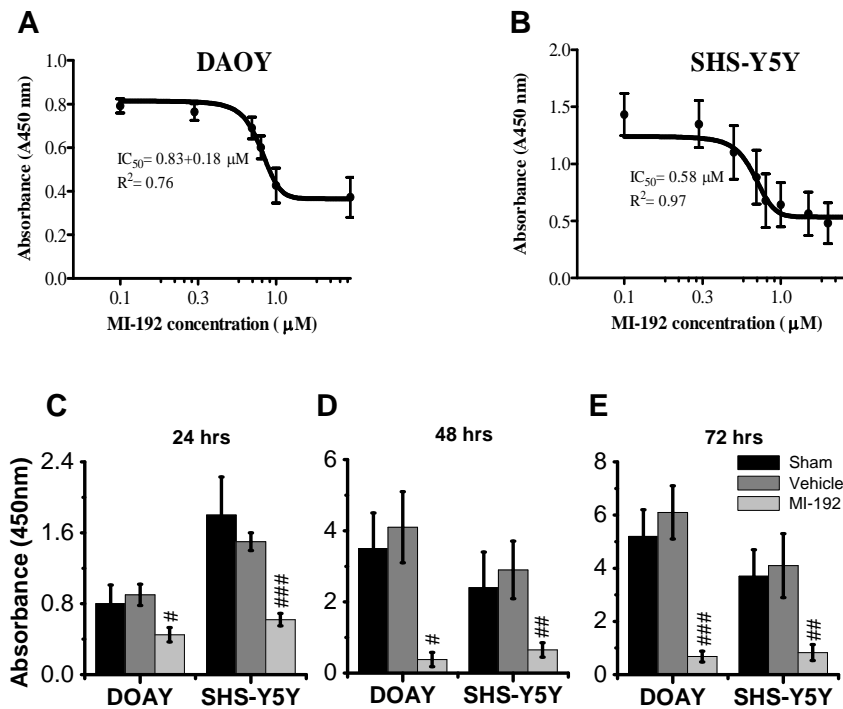 A
DAOY
Absorbance (A450 nm)
1.0
0.8
0.6
0.4
0.2
0.0
IC50= 0.83+0.18 µM
R2= 0.76
0.1
0.3
1.0
MI-192 concentration ( µM)
B
SHS-Y5Y
Absorbance (A450 nm)
2.0
1.5
1.0
0.5
0.0
IC50= 0.58 µM
R2= 0.97
0.1
0.3
1.0
MI-192 concentration ( µM)
C
24 hrs
Absorbance (450nm)
2.4
1.6
0.8
0.0
#
###
DOAY
SHS-Y5Y
D
48 hrs
6
4
2
0
#
##
DOAY
SHS-Y5Y
E
72 hrs
8
6
4
2
0
Sham
Vehicle
MI-192
###
##
DOAY
SHS-Y5Y